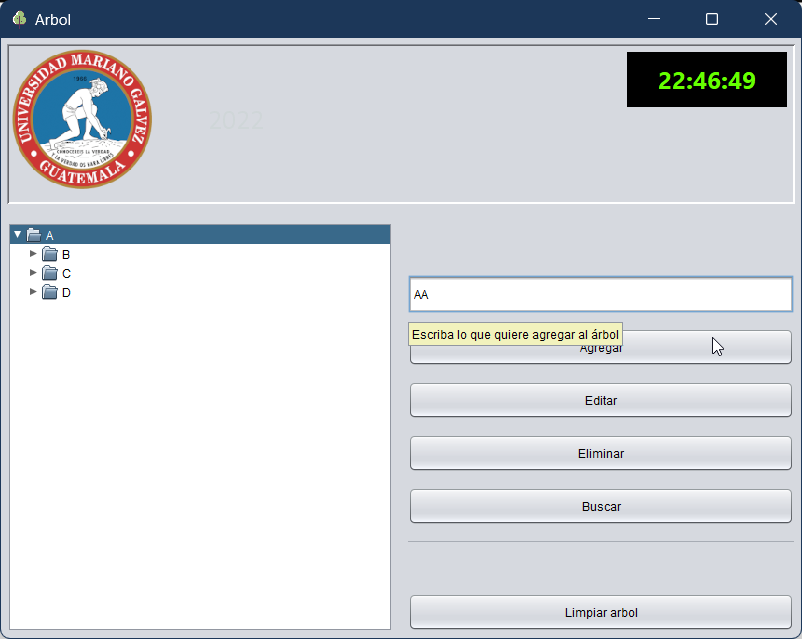 Arbol
UNIVERSIDAD MARIANO GALVEZ
1966
CONOCEREIS LA VERDAD
Y LA VERDAD OS HARA LIBRES
GUATEMALA
2022
22:46:49
A
B
C
D
AA
Escriba lo que quiere agregar al árbol
Agregar
Editar
Eliminar
Buscar
Limpiar arbol